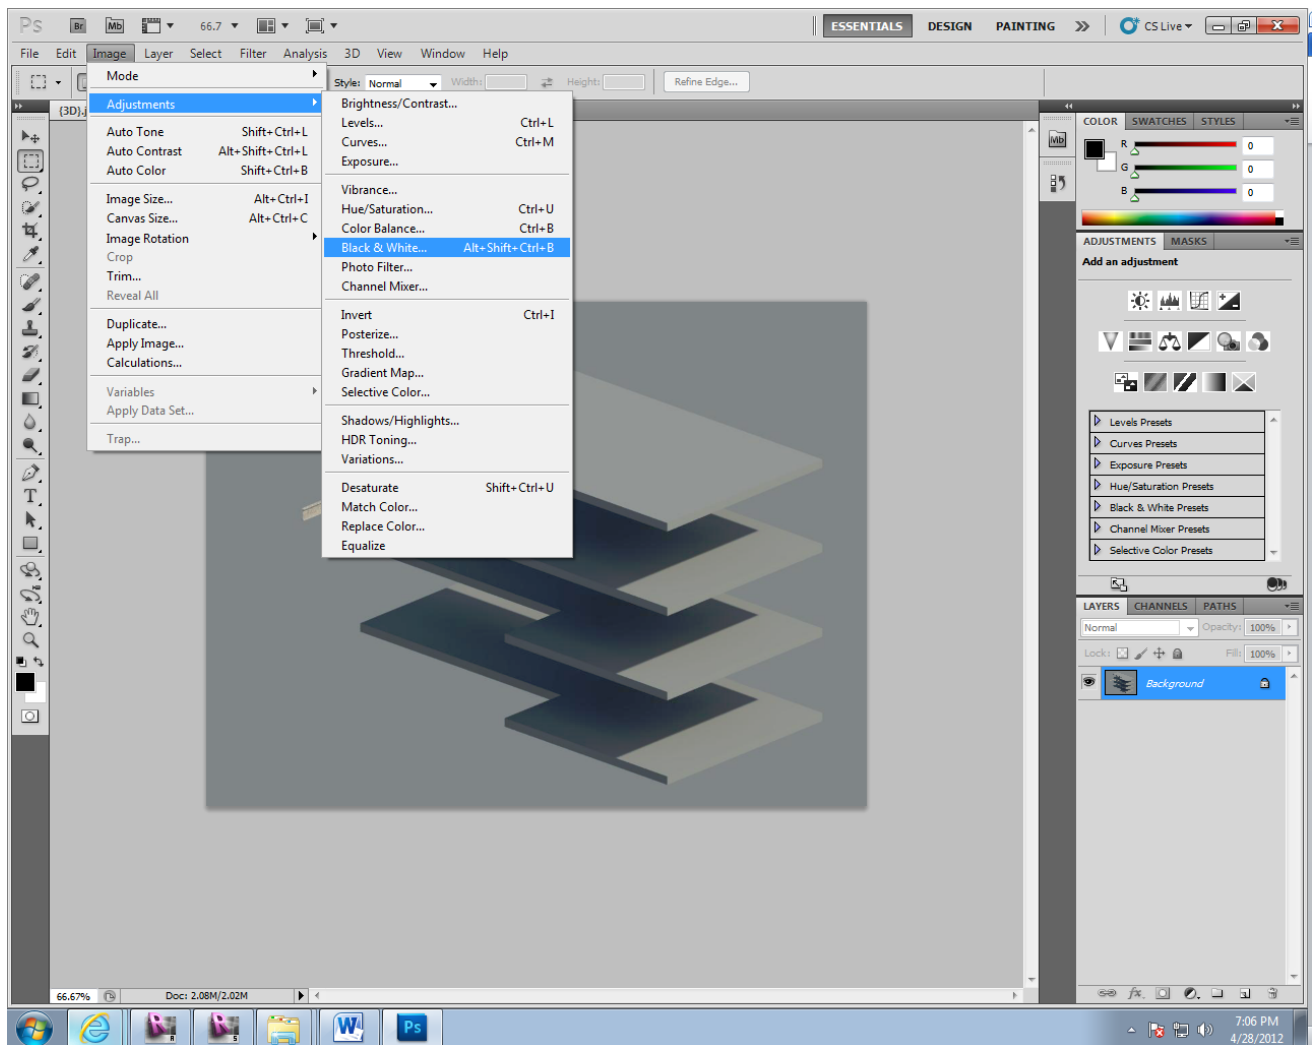 Ps Br Mb 66.7 ESSENTIALS DESIGN PAINTING CS Live
File Edit Image Layer Select Filter Analysis 3D View Window Help
Style: Normal Width: Height: Refine Edge...
{3D}.j
Mode
Adjustments
Auto Tone Shift+Ctrl+L
Auto Contrast Alt+Shift+Ctrl+L
Auto Color Shift+Ctrl+B
Image Size... Alt+Ctrl+I
Canvas Size... Alt+Ctrl+C
Image Rotation
Crop
Trim...
Reveal All
Duplicate...
Apply Image...
Calculations...
Variables
Apply Data Set...
Trap...
Brightness/Contrast...
Levels... Ctrl+L
Curves... Ctrl+M
Exposure...
Vibrance...
Hue/Saturation... Ctrl+U
Color Balance... Ctrl+B
Black & White... Alt+Shift+Ctrl+B
Photo Filter...
Channel Mixer...
Invert Ctrl+I
Posterize...
Threshold...
Gradient Map...
Selective Color...
Shadows/Highlights...
HDR Toning...
Variations...
Desaturate Shift+Ctrl+U
Match Color...
Replace Color...
Equalize
Mb
COLOR SWATCHES STYLES
R 0
G 0
B 0
ADJUSTMENTS MASKS
Add an adjustment
Levels Presets
Curves Presets
Exposure Presets
Hue/Saturation Presets
Black & White Presets
Channel Mixer Presets
Selective Color Presets
LAYERS CHANNELS PATHS
Normal Opacity: 100%
Lock: Fill: 100%
Background
T
66.67% Doc: 2.08M/2.02M
fx.
W Ps
7:06 PM
4/28/2012